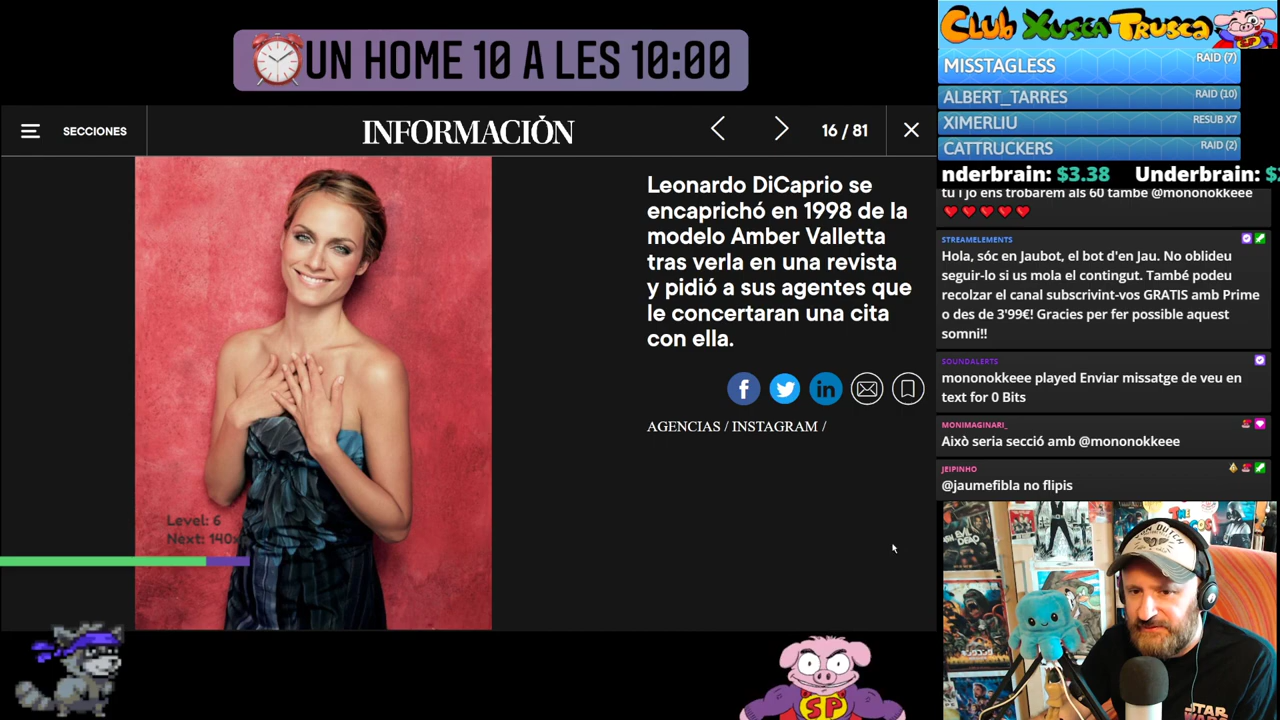 UN HOME 10 A LES 10:00
SECCIONES
INFORMACIÓN
16 / 81
Leonardo DiCaprio se
encaprichó en 1998 de la
modelo Amber Valletta
tras verla en una revista
y pidió a sus agentes que
le concertaran una cita
con ella.
AGENCIAS / INSTAGRAM /
Level: 6
Next: 140x
SP
Club Xusca Trusca
SP
MISSTAGLESS RAID (7)
ALBERT_TARRES RAID (10)
XIMERLIU RESUB X7
CATTRUCKERS RAID (2)
nderbrain: $3.38 Underbrain: $
tu i jo ens trobarem als 60 també @mononokkeee
STREAMELEMENTS
Hola, sóc en Jaubot, el bot d'en Jau. No oblideu
seguir-lo si us mola el contingut. També podeu
recolzar el canal subscrivint-vos GRATIS amb Prime
o des de 3'99€! Gracies per fer possible aquest
somni!!
SOUNDALERTS
mononokkeee played Enviar missatge de veu en
text for 0 Bits
MONIMAGINARI_
Això seria secció amb @mononokkeee
JEIPINHO
@jaumefibla no flipis
STAR